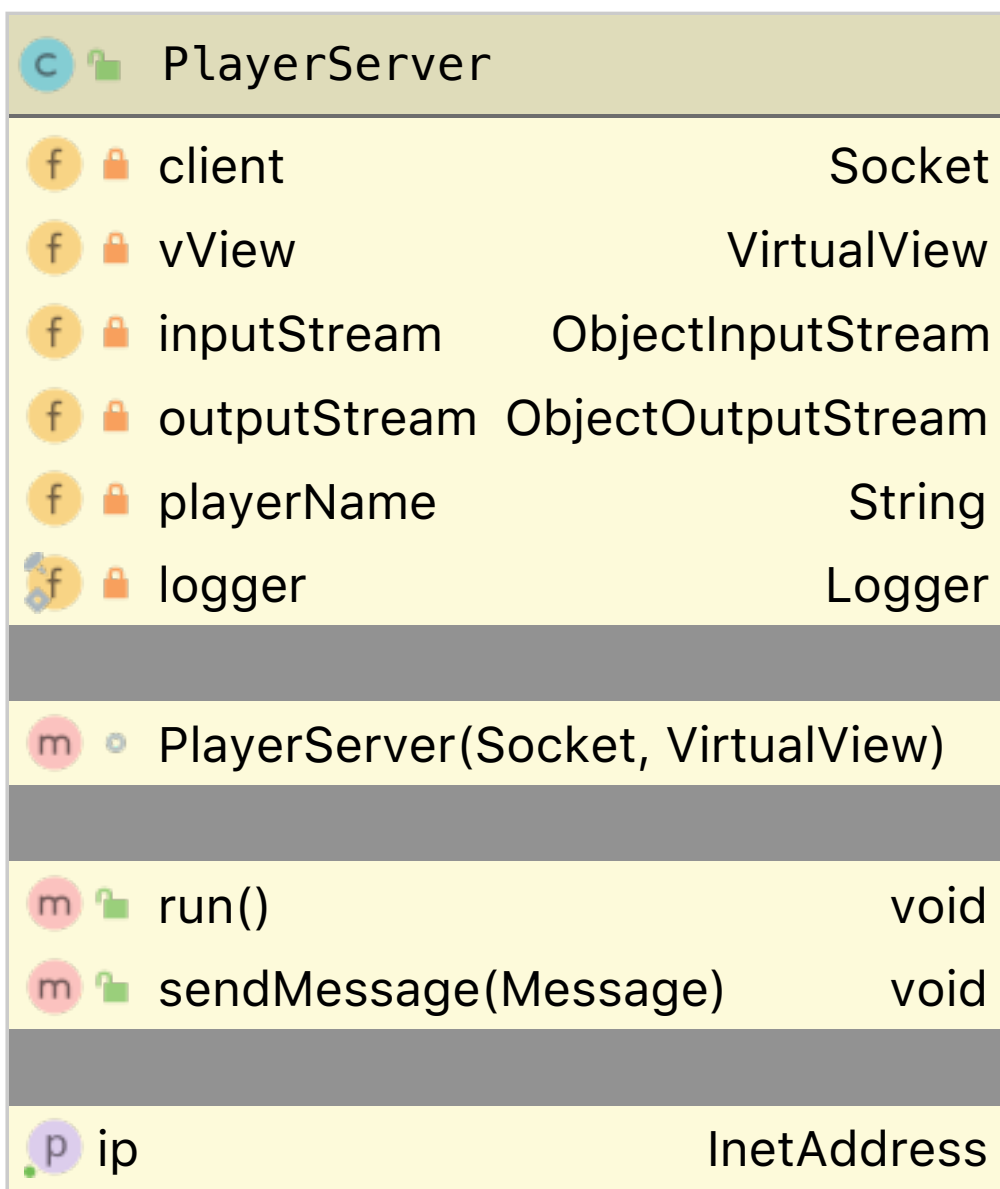 c PlayerServer
f client Socket
f vView VirtualView
f inputStream ObjectInputStream
f outputStream ObjectOutputStream
f playerName String
f logger Logger
m PlayerServer(Socket, VirtualView)
m run() void
m sendMessage(Message) void
p ip InetAddress